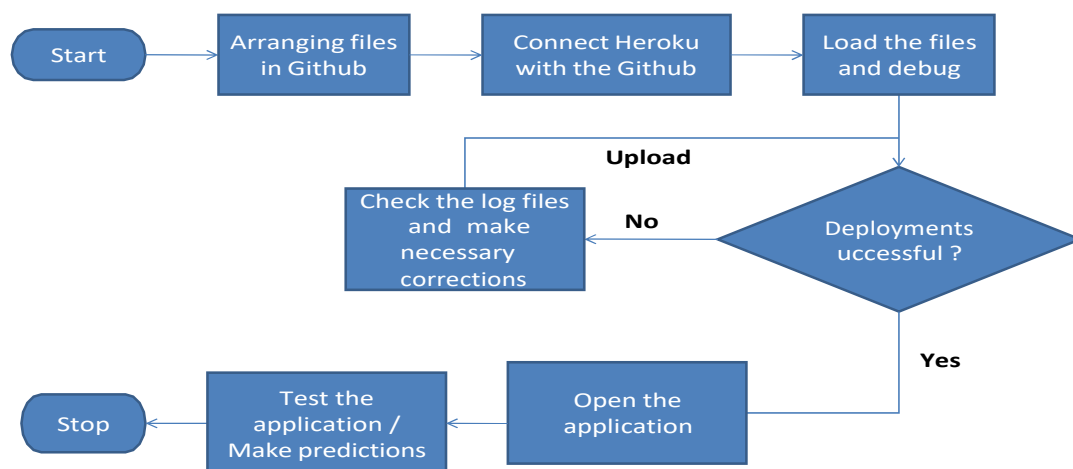 Start
Arranging files
in Github
Connect Heroku
with the Github
Load the files
and debug
Upload
Check the log files
and make
necessary
corrections
No
Deployments
uccessful ?
Yes
Open the
application
Test the
application /
Make predictions
Stop